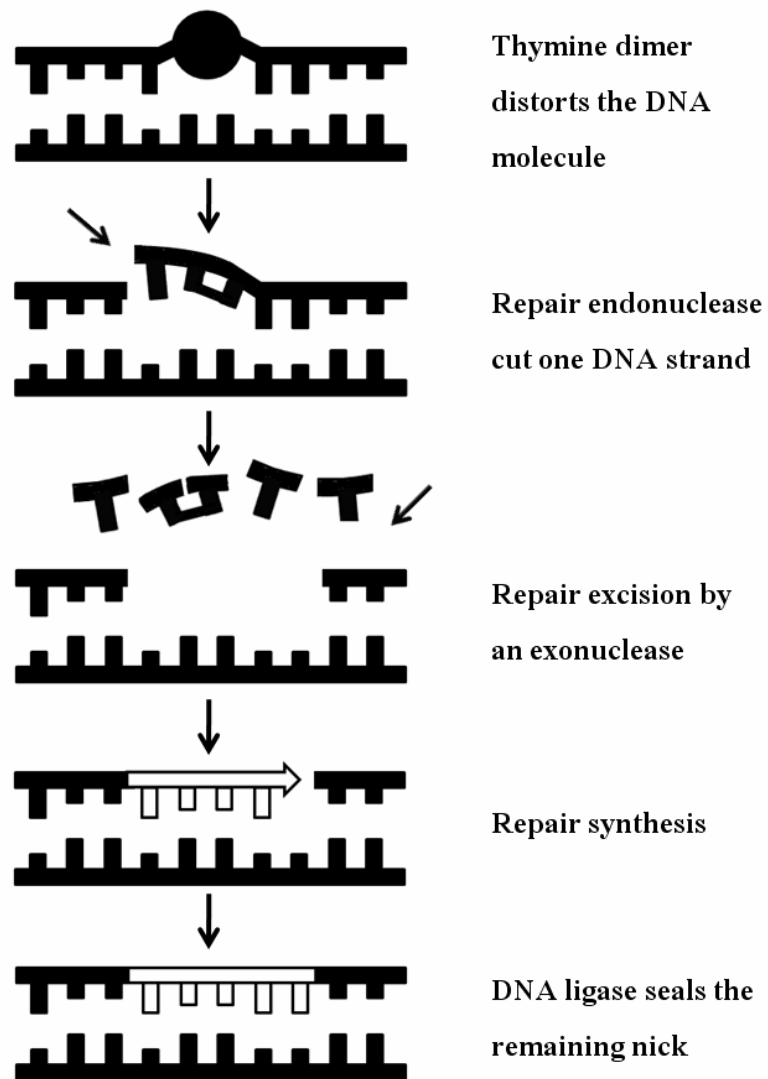 Thymine dimer
distorts the DNA
molecule
Repair endonuclease
cut one DNA strand
Repair excision by
an exonuclease
Repair synthesis
DNA ligase seals the
remaining nick